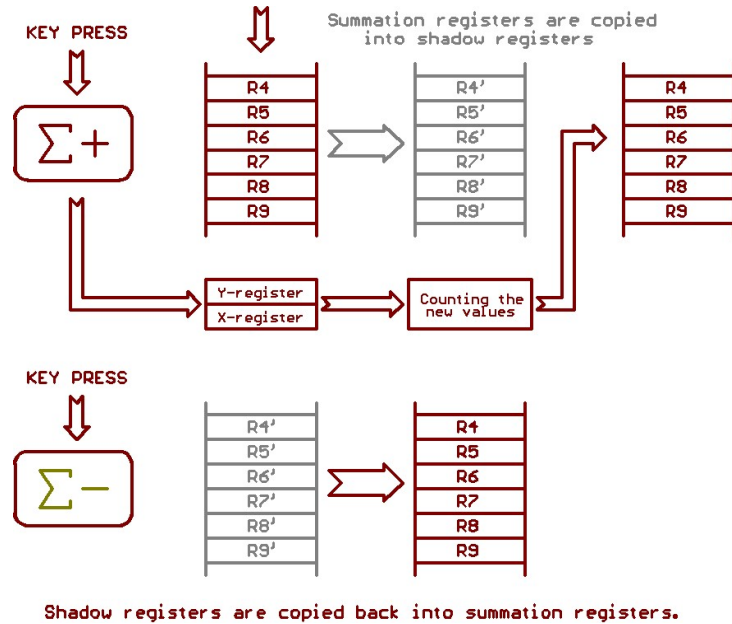 Summation registers are copied
into shadow registers
KEY PRESS
Σ+
R4
R5
R6
R7
R8
R9
R4'
R5'
R6'
R7'
R8'
R9'
R4
R5
R6
R7
R8
R9
Y-register
X-register
Counting the
new values
KEY PRESS
Σ−
R4'
R5'
R6'
R7'
R8'
R9'
R4
R5
R6
R7
R8
R9
Shadow registers are copied back into summation registers.